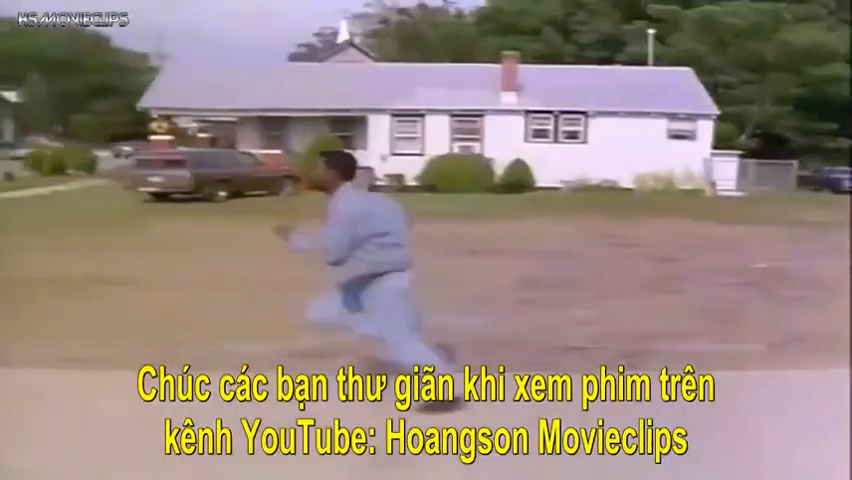 HS MOVIECLIPS
Chúc các bạn thư giãn khi xem phim trên
kênh YouTube: Hoangson Movieclips